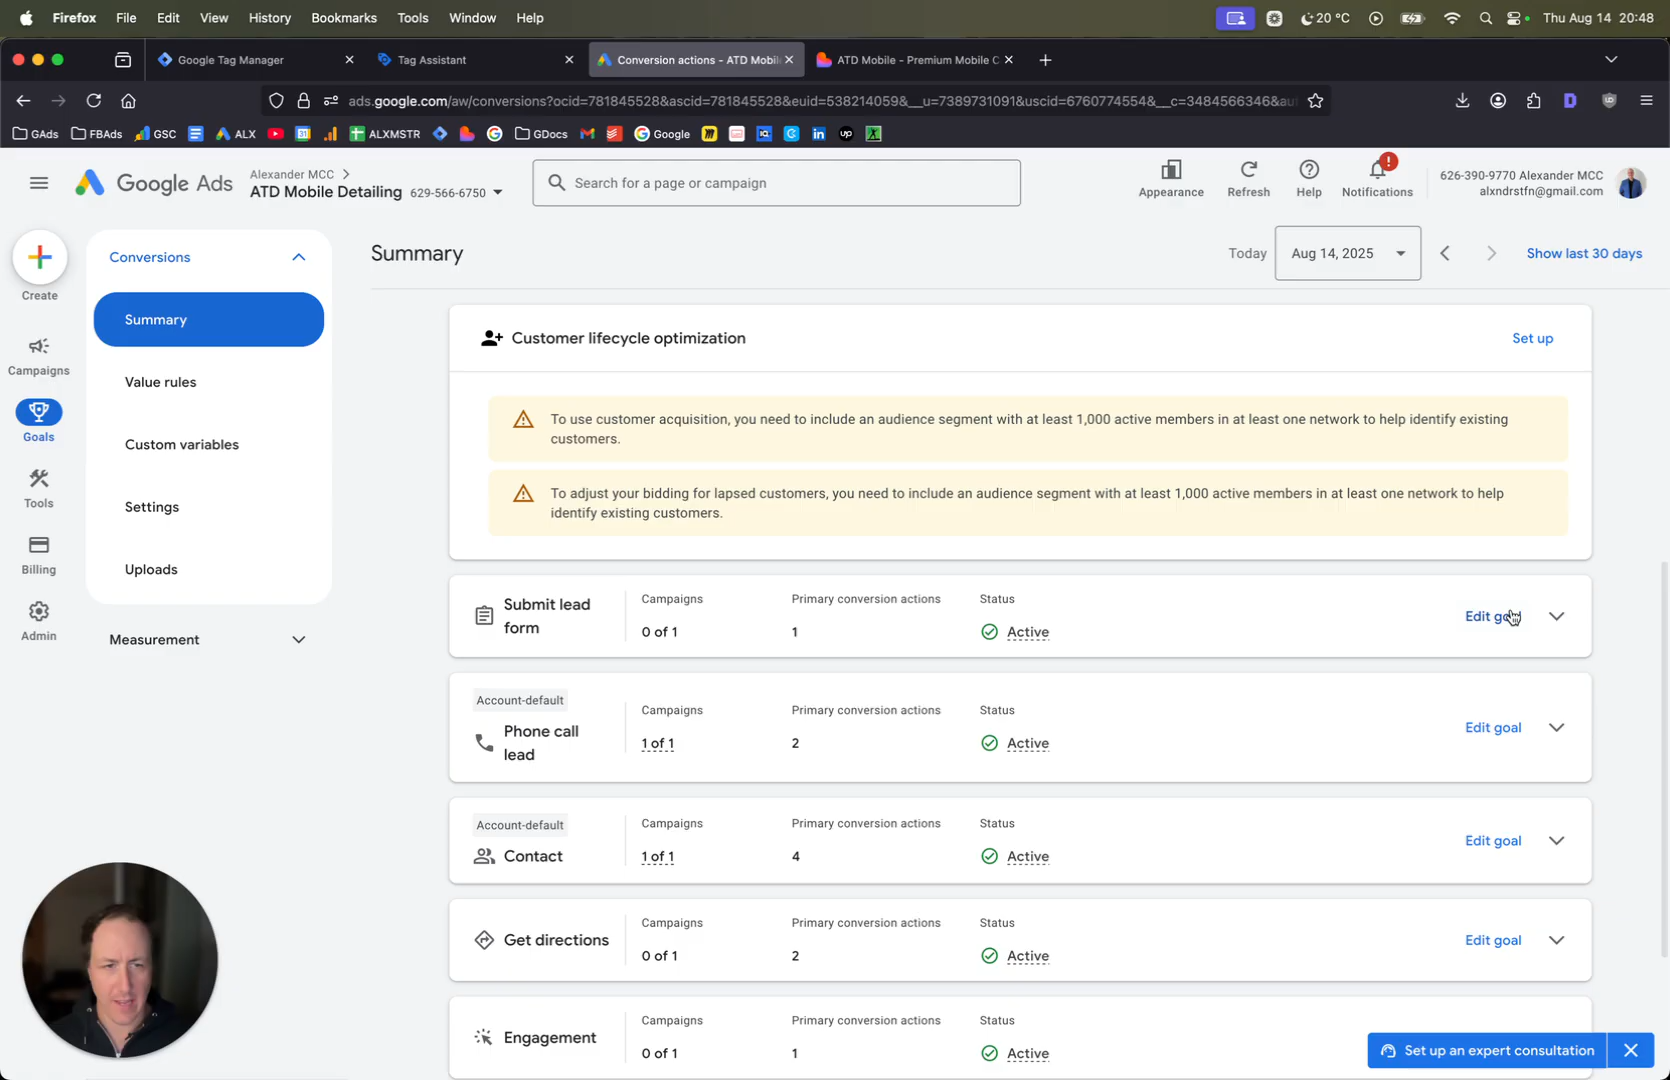 Firefox File Edit View History Bookmarks Tools Window Help
20 °C Thu Aug 14 20:48
Google Tag Manager
Tag Assistant
Conversion actions - ATD Mobil
ATD Mobile - Premium Mobile C
ads.google.com/aw/conversions?ocid=781845528&ascid=781845528&euid=538214059&__u=7389731091&uscid=6760774554&__c=3484566346&au
GAds FBAds GSC ALX ALXMSTR GDocs Google
Google Ads
Alexander MCC
ATD Mobile Detailing 629-566-6750
Search for a page or campaign
Appearance
Refresh
Help
Notifications
626-390-9770 Alexander MCC
alxndrstfn@gmail.com
Create
Campaigns
Goals
Tools
Billing
Admin
Conversions
Summary
Value rules
Custom variables
Settings
Uploads
Measurement
Summary
Today
Aug 14, 2025
Show last 30 days
Customer lifecycle optimization
Set up
To use customer acquisition, you need to include an audience segment with at least 1,000 active members in at least one network to help identify existing
customers.
To adjust your bidding for lapsed customers, you need to include an audience segment with at least 1,000 active members in at least one network to help
identify existing customers.
Submit lead
form
Campaigns
0 of 1
Primary conversion actions
1
Status
Active
Edit goal
Account-default
Phone call
lead
Campaigns
1 of 1
Primary conversion actions
2
Status
Active
Edit goal
Account-default
Contact
Campaigns
1 of 1
Primary conversion actions
4
Status
Active
Edit goal
Get directions
Campaigns
0 of 1
Primary conversion actions
2
Status
Active
Edit goal
Engagement
Campaigns
0 of 1
Primary conversion actions
1
Status
Active
Set up an expert consultation